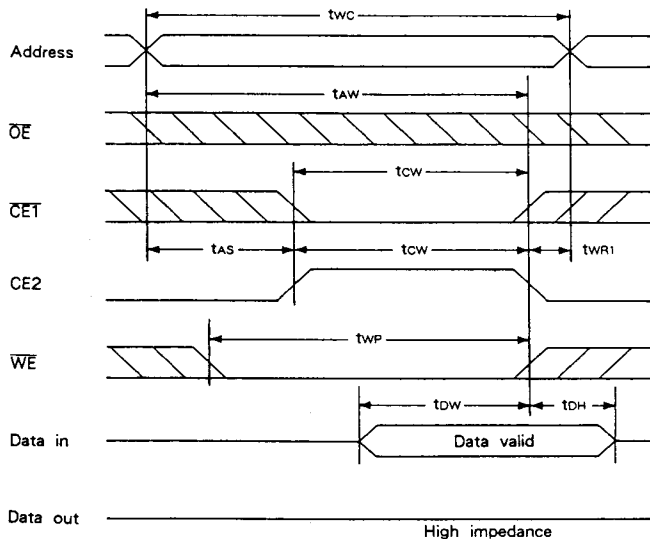 tWC
Address
tAW
OE
tCW
CE1
tAS
tCW
tWR1
CE2
tWP
WE
tDW
tDH
Data in
Data valid
Data out
High impedance